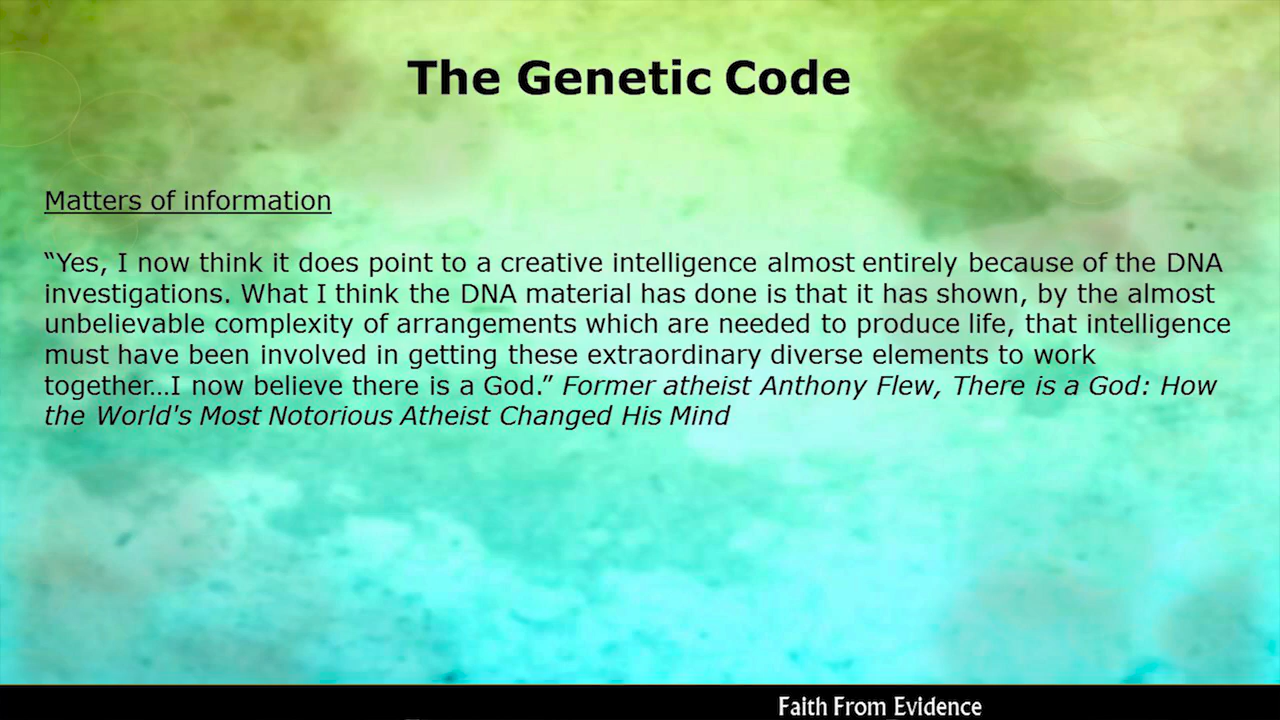 The Genetic Code
Matters of information
“Yes, I now think it does point to a creative intelligence almost entirely because of the DNA
investigations. What I think the DNA material has done is that it has shown, by the almost
unbelievable complexity of arrangements which are needed to produce life, that intelligence
must have been involved in getting these extraordinary diverse elements to work
together…I now believe there is a God.” Former atheist Anthony Flew, There is a God: How
the World's Most Notorious Atheist Changed His Mind
Faith From Evidence